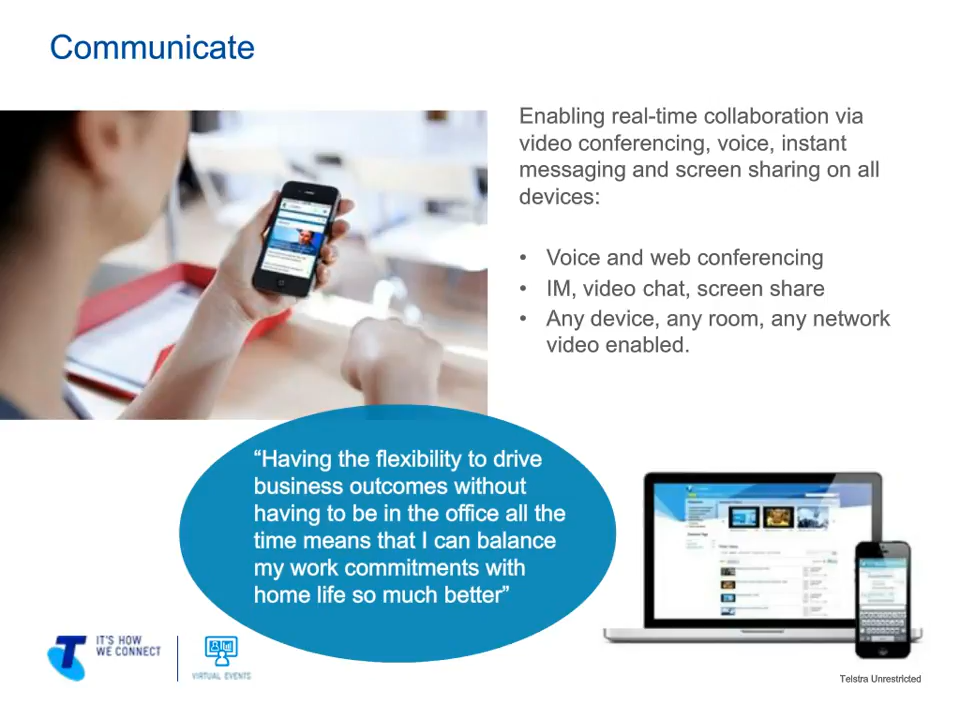 Communicate
Enabling real-time collaboration via
video conferencing, voice, instant
messaging and screen sharing on all
devices:
• Voice and web conferencing
• IM, video chat, screen share
• Any device, any room, any network
video enabled.
“Having the flexibility to drive
business outcomes without
having to be in the office all the
time means that I can balance
my work commitments with
home life so much better”
IT'S HOW
WE CONNECT
VIRTUAL EVENTS
Telstra Unrestricted